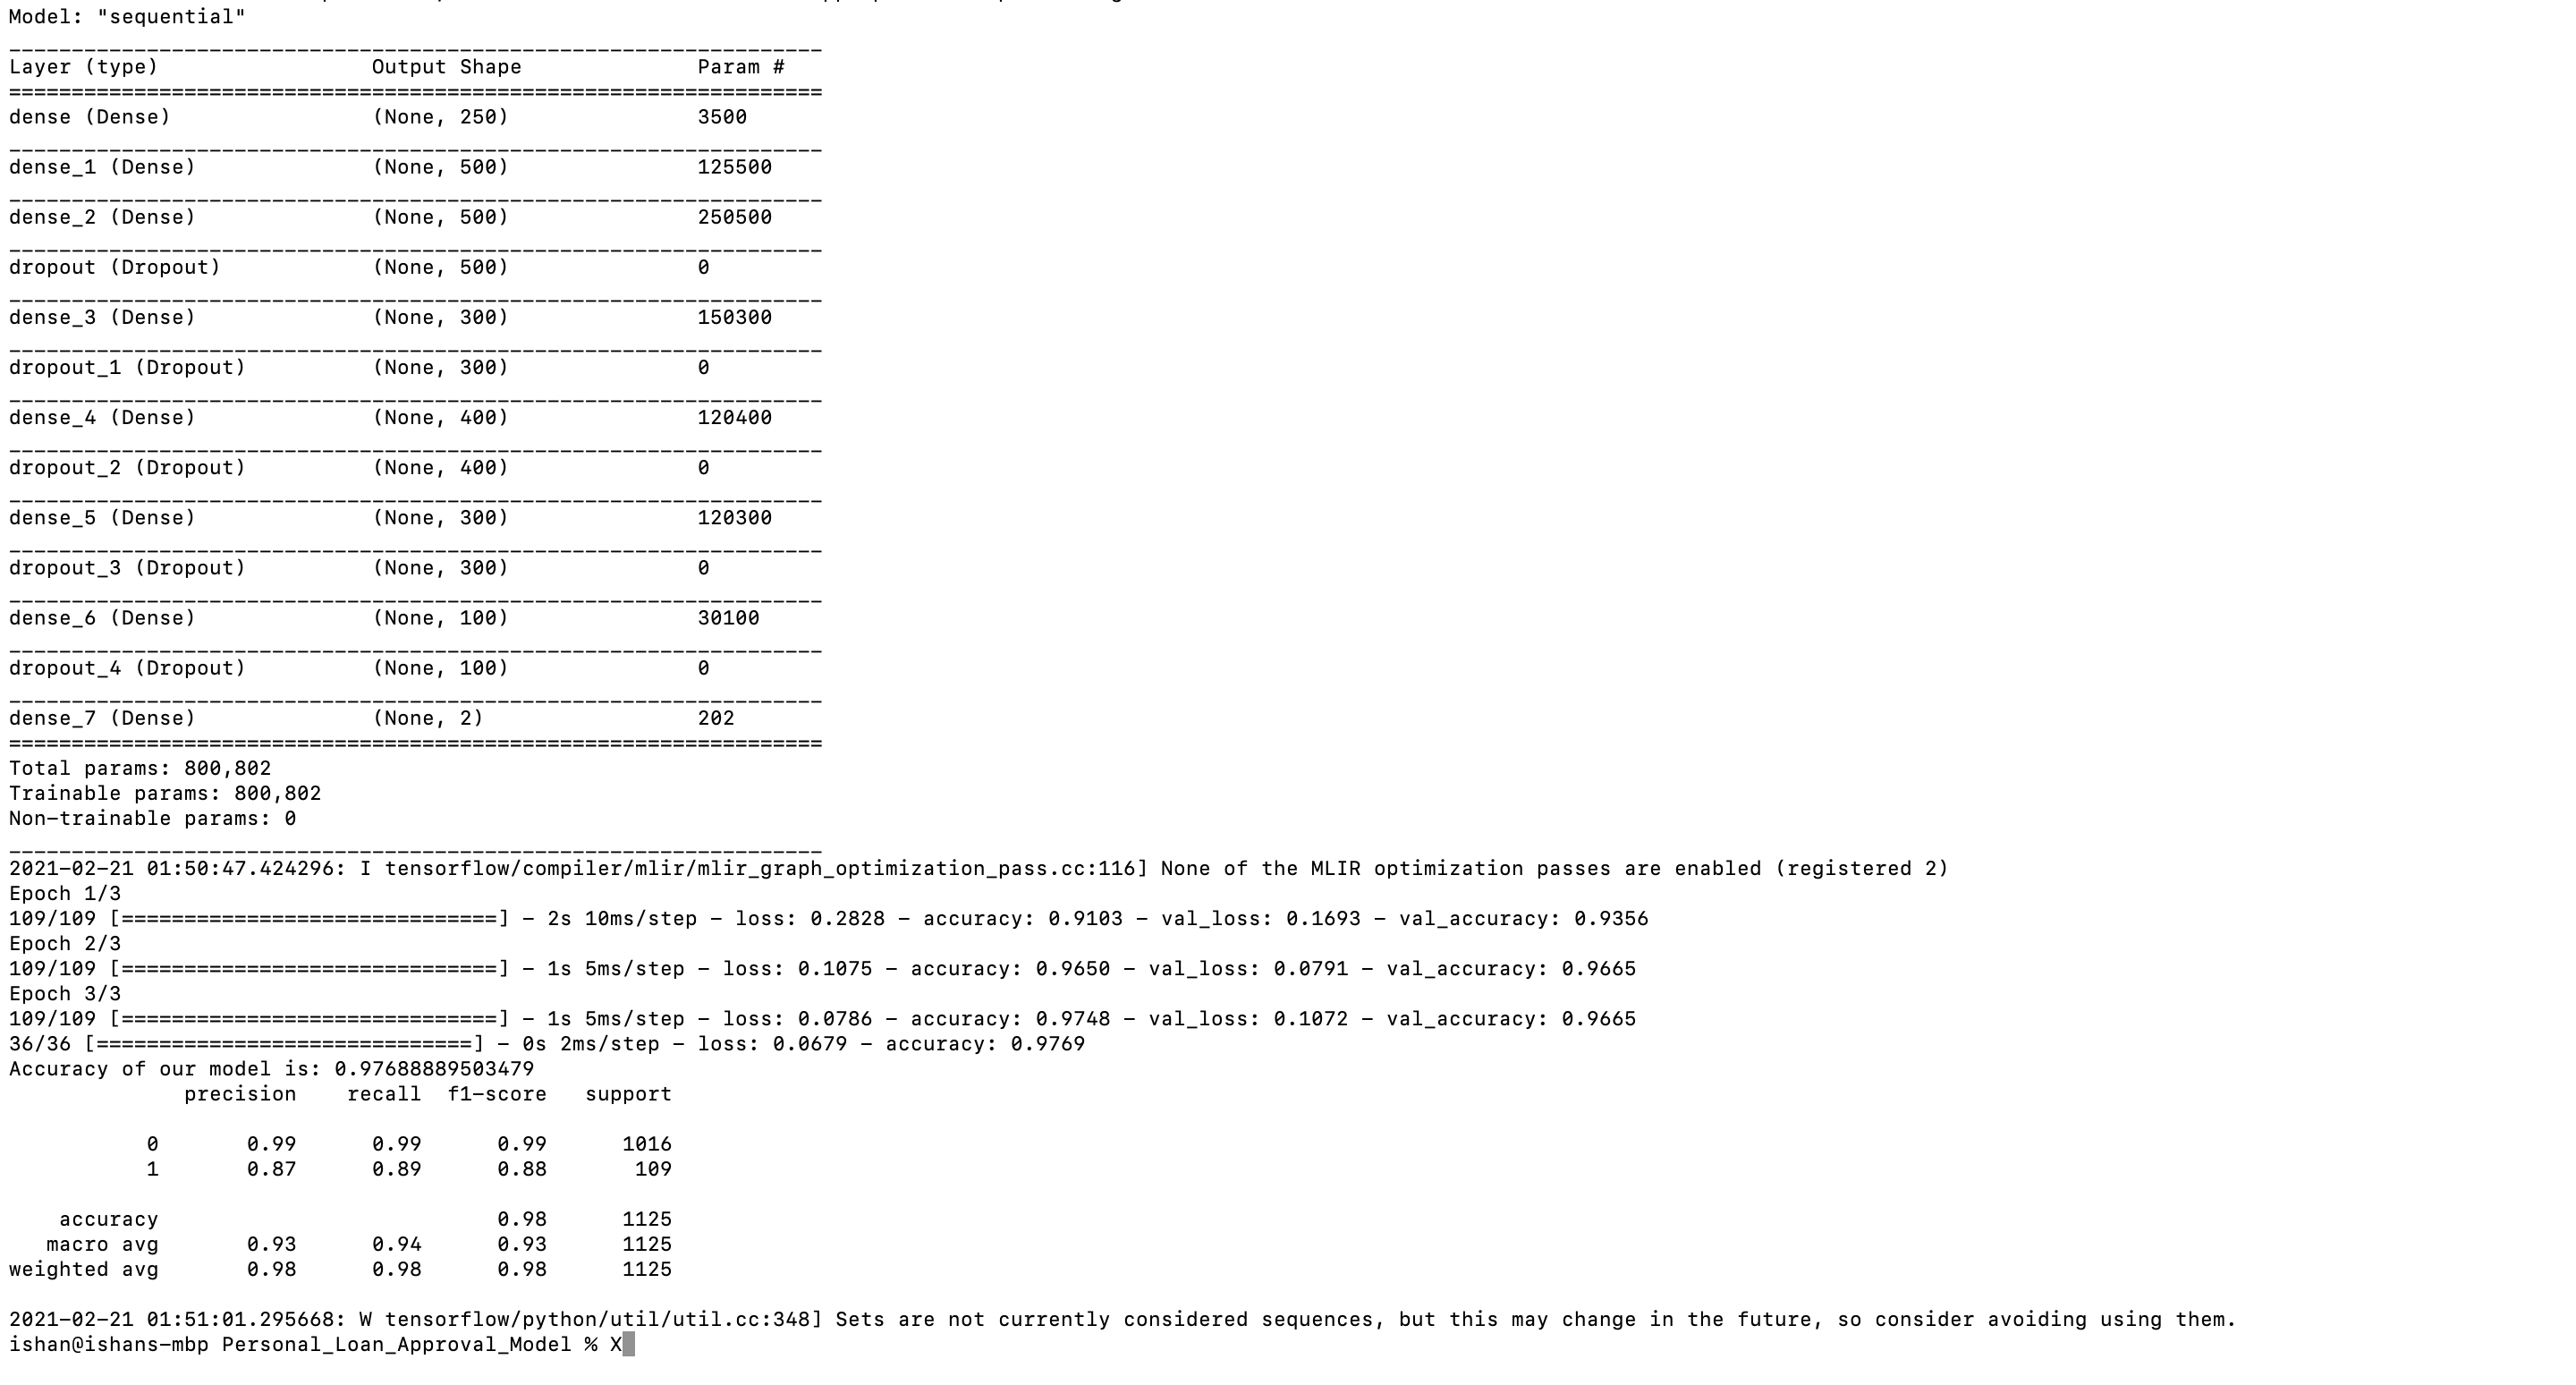 Model: "sequential"
_________________________________________________________________
Layer (type)                 Output Shape              Param #
=================================================================
dense (Dense)                (None, 250)               3500
_________________________________________________________________
dense_1 (Dense)              (None, 500)               125500
_________________________________________________________________
dense_2 (Dense)              (None, 500)               250500
_________________________________________________________________
dropout (Dropout)            (None, 500)               0
_________________________________________________________________
dense_3 (Dense)              (None, 300)               150300
_________________________________________________________________
dropout_1 (Dropout)          (None, 300)               0
_________________________________________________________________
dense_4 (Dense)              (None, 400)               120400
_________________________________________________________________
dropout_2 (Dropout)          (None, 400)               0
_________________________________________________________________
dense_5 (Dense)              (None, 300)               120300
_________________________________________________________________
dropout_3 (Dropout)          (None, 300)               0
_________________________________________________________________
dense_6 (Dense)              (None, 100)               30100
_________________________________________________________________
dropout_4 (Dropout)          (None, 100)               0
_________________________________________________________________
dense_7 (Dense)              (None, 2)                 202
=================================================================
Total params: 800,802
Trainable params: 800,802
Non-trainable params: 0
_________________________________________________________________
2021-02-21 01:50:47.424296: I tensorflow/compiler/mlir/mlir_graph_optimization_pass.cc:116] None of the MLIR optimization passes are enabled (registered 2)
Epoch 1/3
109/109 [==============================] - 2s 10ms/step - loss: 0.2828 - accuracy: 0.9103 - val_loss: 0.1693 - val_accuracy: 0.9356
Epoch 2/3
109/109 [==============================] - 1s 5ms/step - loss: 0.1075 - accuracy: 0.9650 - val_loss: 0.0791 - val_accuracy: 0.9665
Epoch 3/3
109/109 [==============================] - 1s 5ms/step - loss: 0.0786 - accuracy: 0.9748 - val_loss: 0.1072 - val_accuracy: 0.9665
36/36 [==============================] - 0s 2ms/step - loss: 0.0679 - accuracy: 0.9769
Accuracy of our model is: 0.97688889503479
              precision    recall  f1-score   support

           0       0.99      0.99      0.99      1016
           1       0.87      0.89      0.88       109

    accuracy                           0.98      1125
   macro avg       0.93      0.94      0.93      1125
weighted avg       0.98      0.98      0.98      1125

2021-02-21 01:51:01.295668: W tensorflow/python/util/util.cc:348] Sets are not currently considered sequences, but this may change in the future, so consider avoiding using them.
ishan@ishans-mbp Personal_Loan_Approval_Model % X